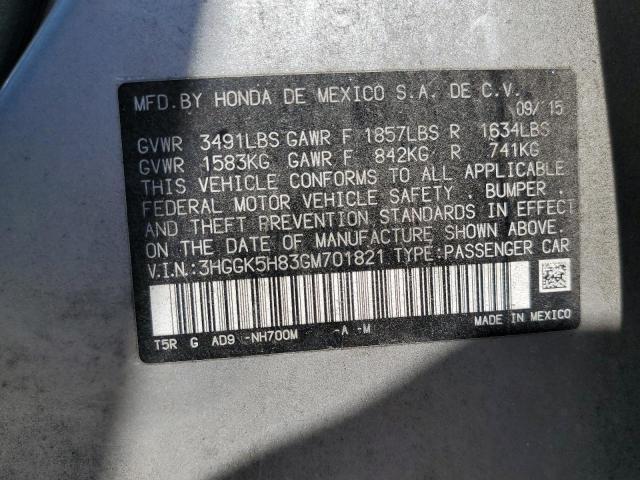 MFD. BY HONDA DE MEXICO S.A. DE C.V.
09/15
GVWR 3491LBS GAWR F 1857LBS R 1634LBS
GVWR 1583KG GAWR F 842KG R 741KG
THIS VEHICLE CONFORMS TO ALL APPLICABLE
FEDERAL MOTOR VEHICLE SAFETY , BUMPER ,
AND THEFT PREVENTION STANDARDS IN EFFECT
ON THE DATE OF MANUFACTURE SHOWN ABOVE.
V.I.N.:3HGGK5H83GM701821 TYPE:PASSENGER CAR
T5R G AD9 -NH700M -A -M
MADE IN MEXICO